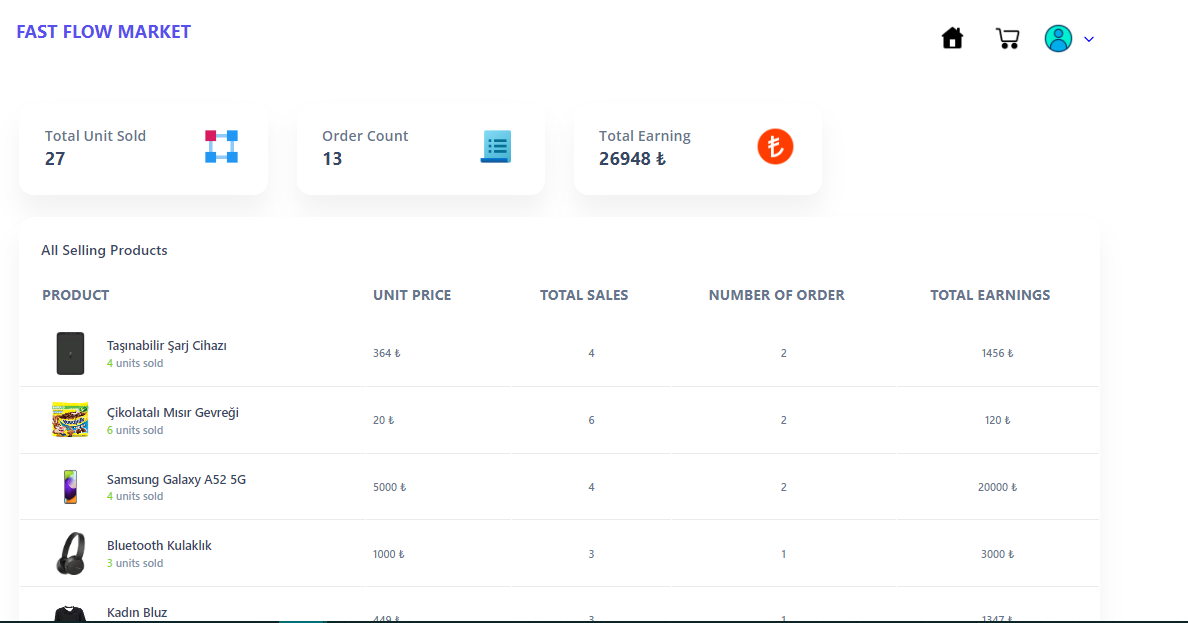 FAST FLOW MARKET
Total Unit Sold
27
Order Count
13
Total Earning
26948 ₺
All Selling Products
PRODUCT UNIT PRICE TOTAL SALES NUMBER OF ORDER TOTAL EARNINGS
Taşınabilir Şarj Cihazı
4 units sold
364 ₺ 4 2 1456 ₺
Çikolatalı Mısır Gevreği
6 units sold
20 ₺ 6 2 120 ₺
Samsung Galaxy A52 5G
4 units sold
5000 ₺ 4 2 20000 ₺
Bluetooth Kulaklık
3 units sold
1000 ₺ 3 1 3000 ₺
Kadın Bluz
449 ₺ 3 1 1347 ₺